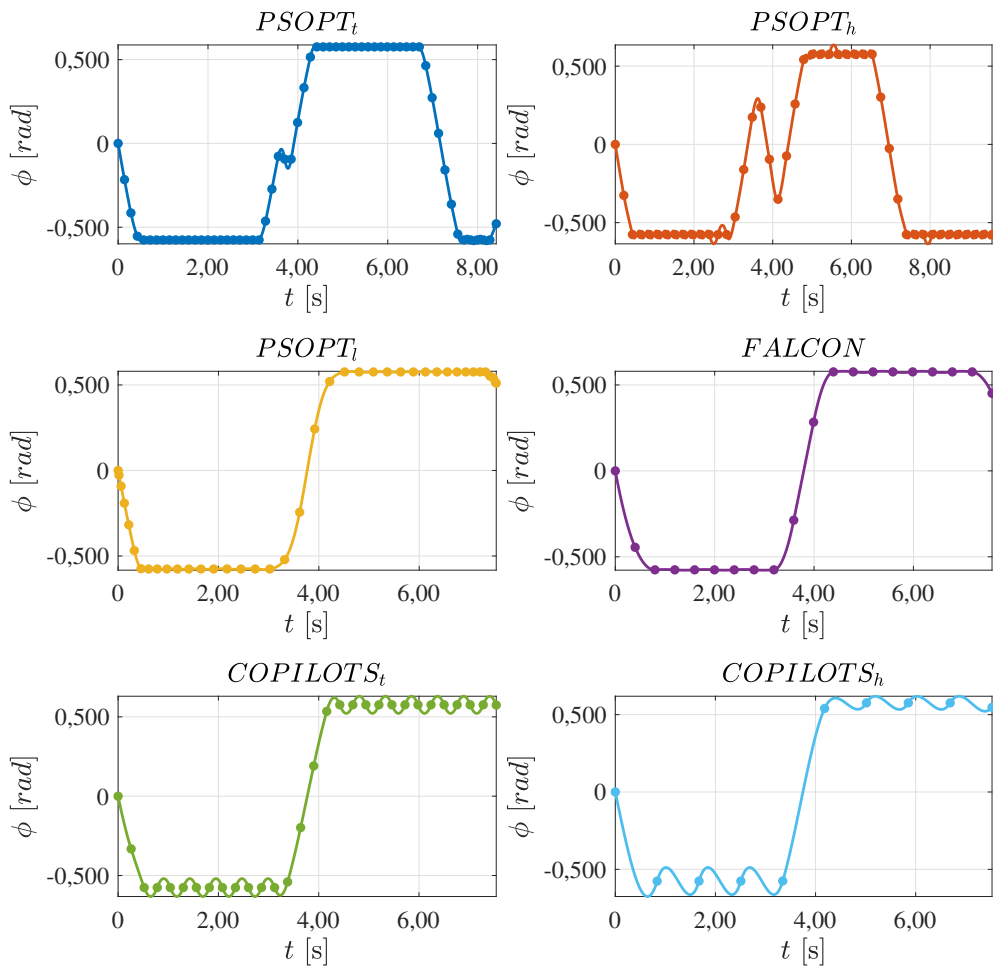 PSOPT_t
0,500
0
-0,500
ϕ [rad]
0 2,00 4,00 6,00 8,00
t [s]
PSOPT_h
0,500
0
-0,500
ϕ [rad]
0 2,00 4,00 6,00 8,00
t [s]
PSOPT_l
0,500
0
-0,500
ϕ [rad]
0 2,00 4,00 6,00
t [s]
FALCON
0,500
0
-0,500
ϕ [rad]
0 2,00 4,00 6,00
t [s]
COPILOTS_t
0,500
0
-0,500
ϕ [rad]
0 2,00 4,00 6,00
t [s]
COPILOTS_h
0,500
0
-0,500
ϕ [rad]
0 2,00 4,00 6,00
t [s]